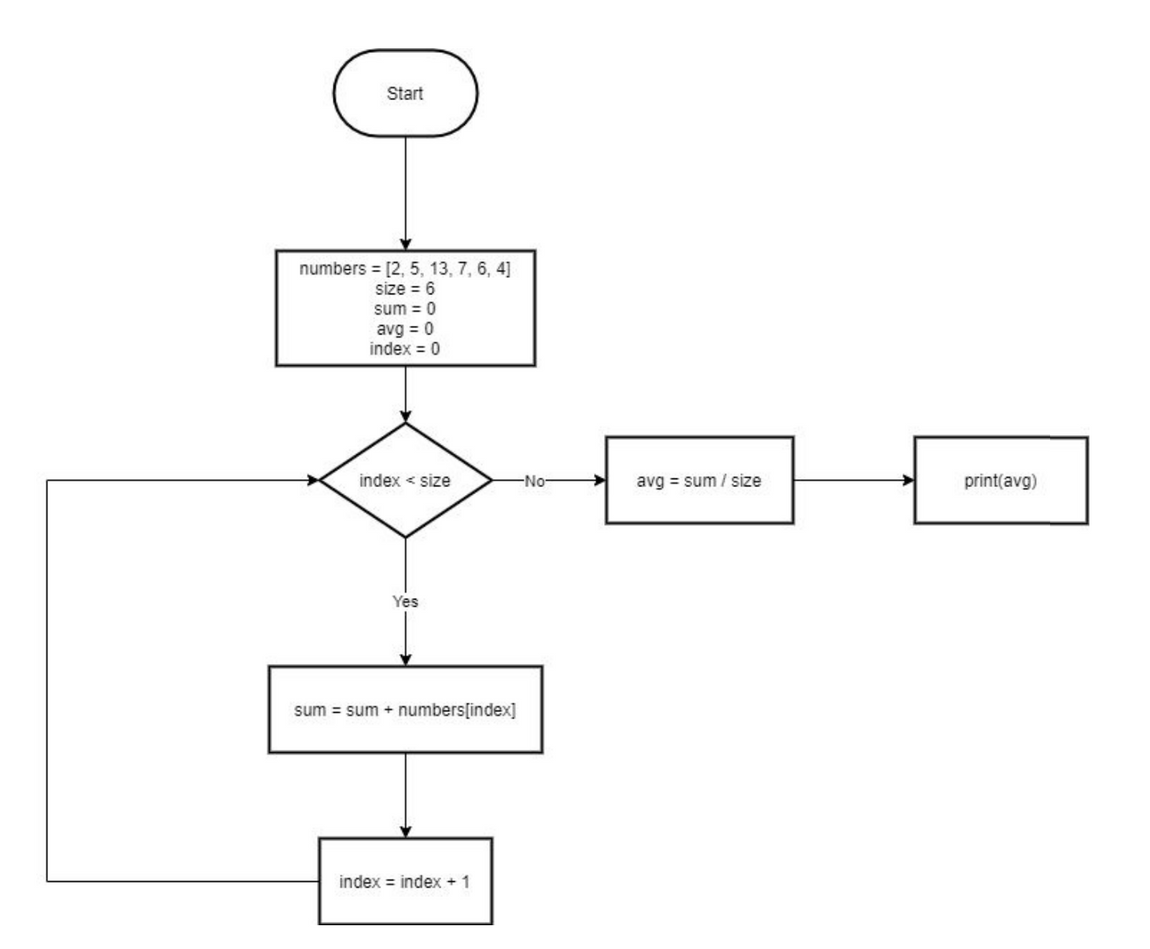 Start
numbers = [2, 5, 13, 7, 6, 4]
size = 6
sum = 0
avg = 0
index = 0
index < size
No
avg = sum / size
print(avg)
Yes
sum = sum + numbers[index]
index = index + 1